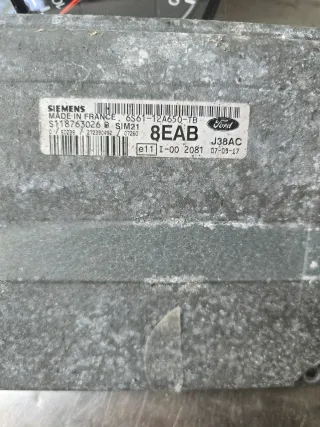 SIEMENS
MADE IN FRANCE 6S61-12A650-TB
S118763026 B SIM21 8EAB Ford
J38AC
e11 I-00 2081 07-09-17